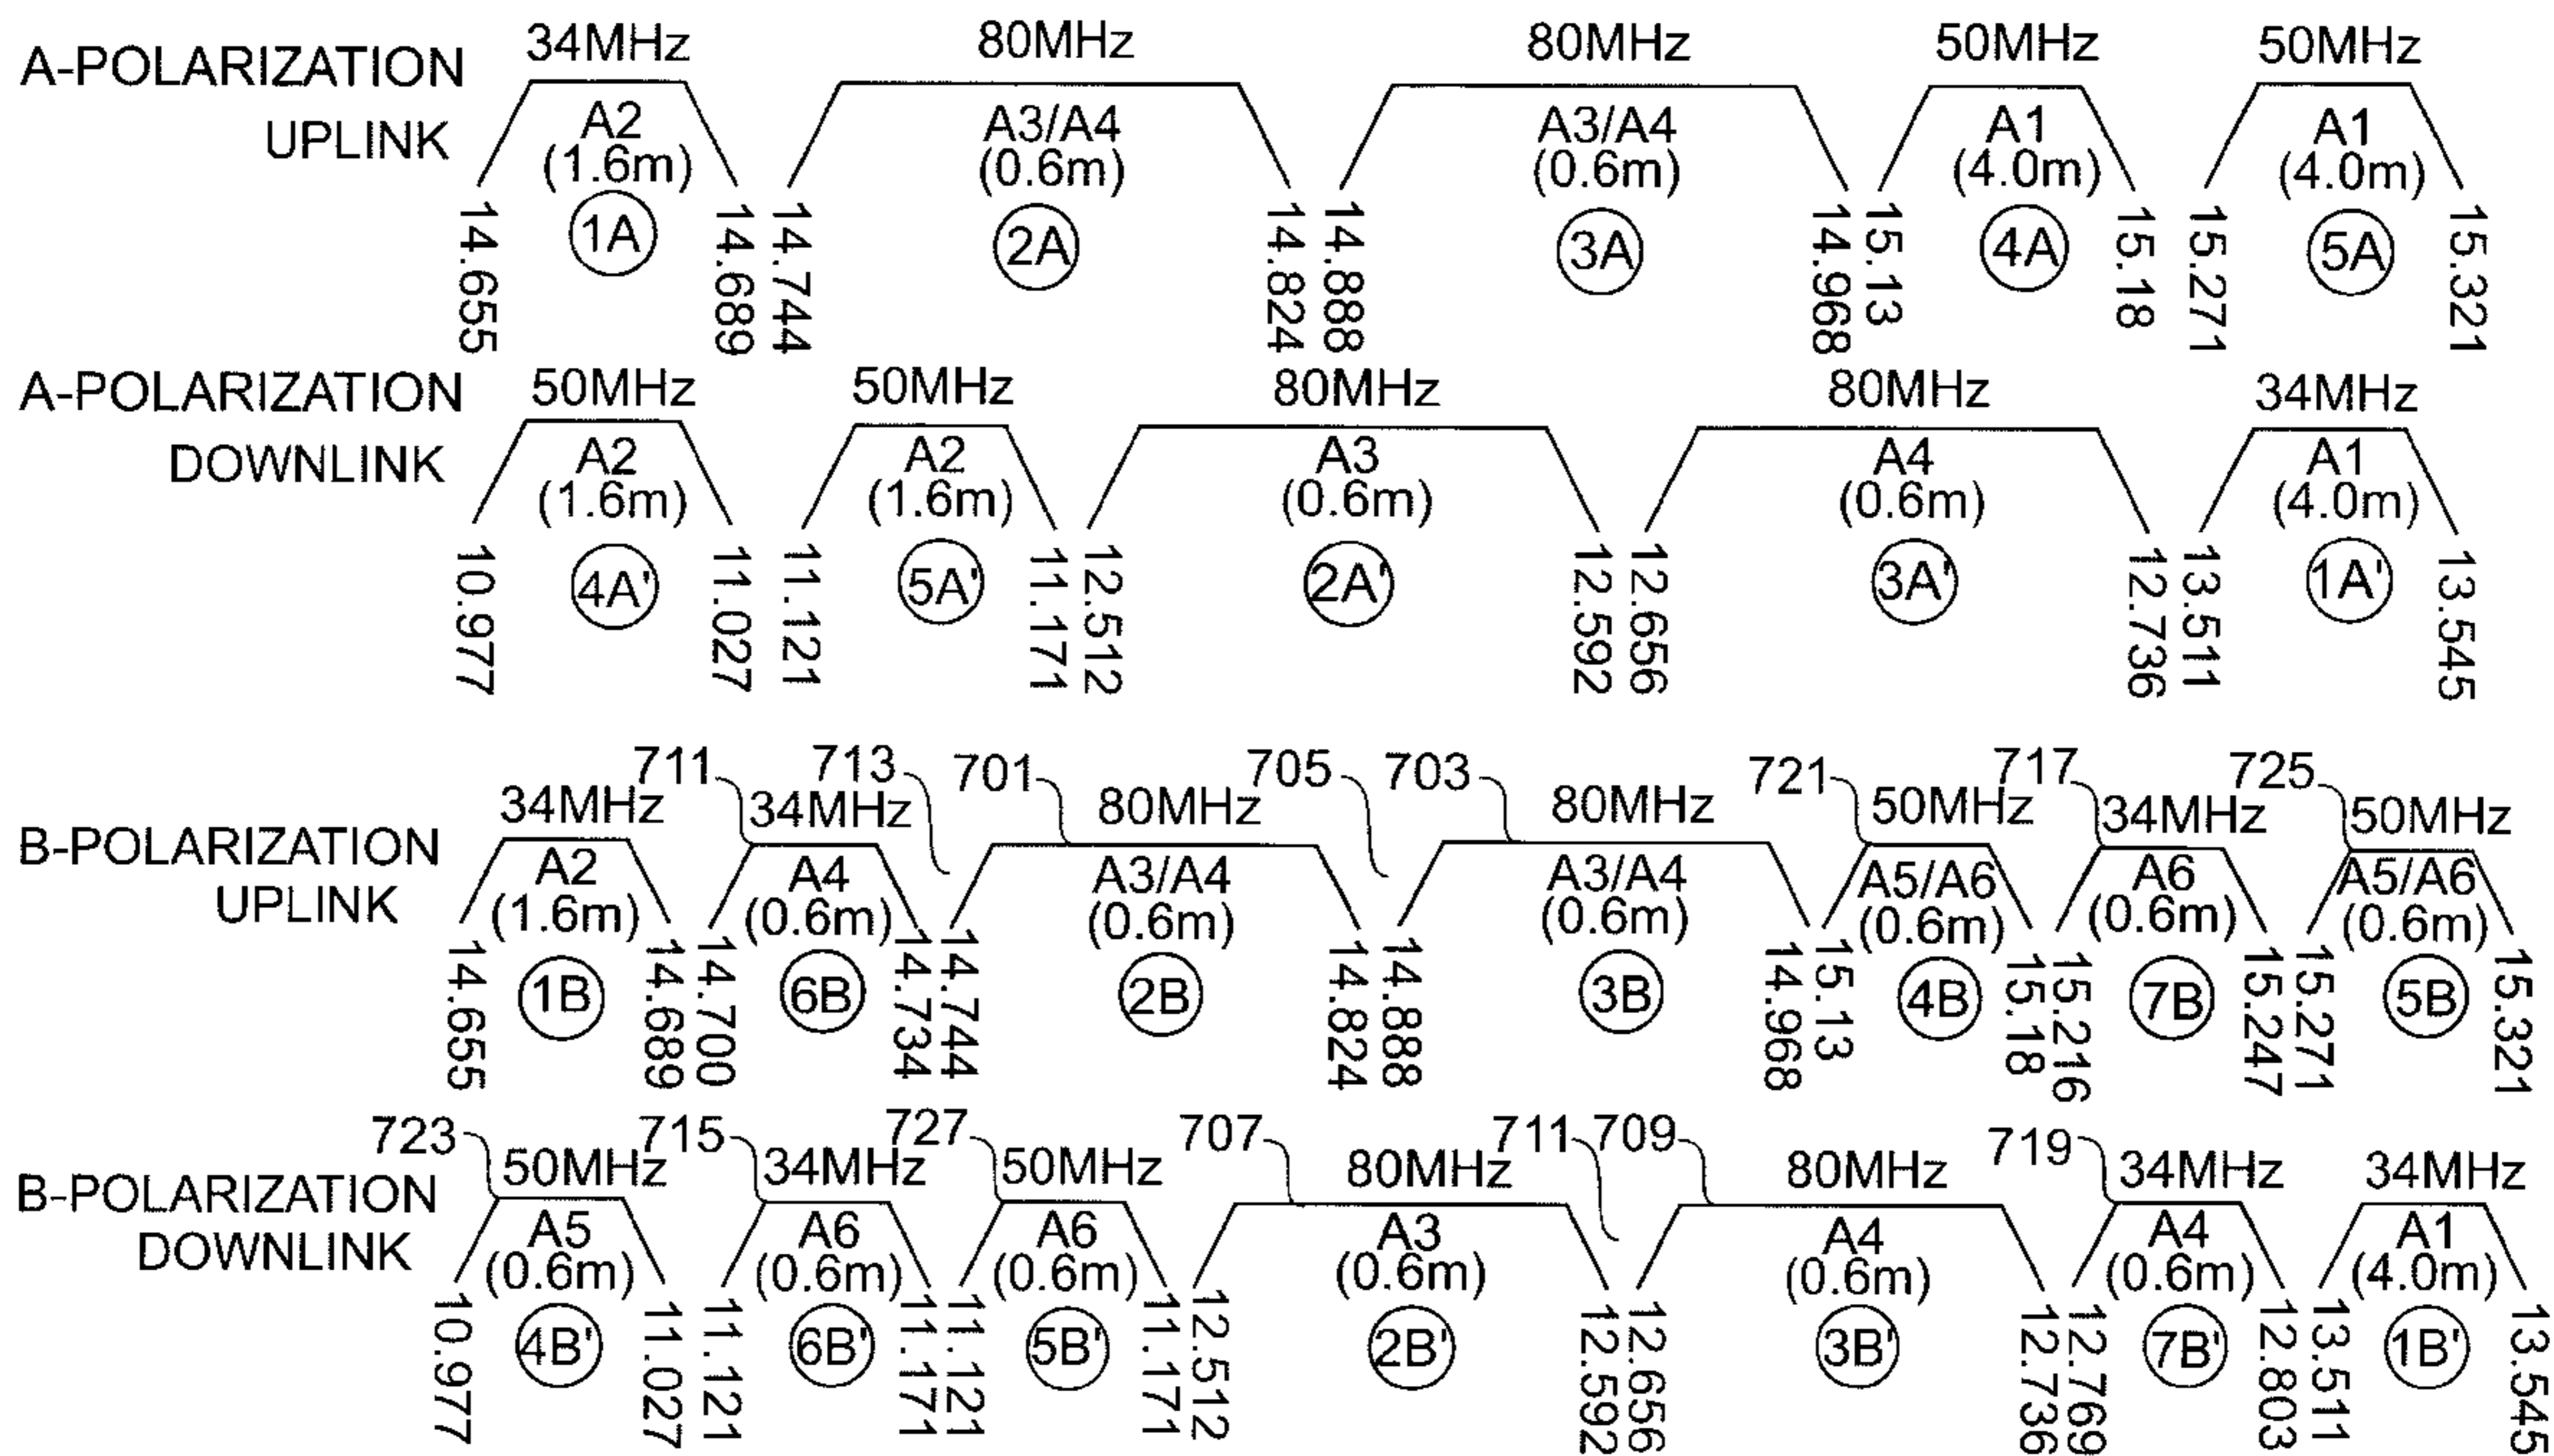 A-POLARIZATION
UPLINK
34MHz
80MHz
80MHz
50MHz
50MHz
A2
(1.6m)
1A
A3/A4
(0.6m)
2A
A3/A4
(0.6m)
3A
A1
(4.0m)
4A
A1
(4.0m)
5A
14.655
14.689
14.744
14.824
14.888
14.968
15.13
15.18
15.271
15.321
A-POLARIZATION
DOWNLINK
50MHz
50MHz
80MHz
80MHz
34MHz
A2
(1.6m)
4A'
A2
(1.6m)
5A'
A3
(0.6m)
2A'
A4
(0.6m)
3A'
A1
(4.0m)
1A'
10.977
11.027
11.121
11.171
12.512
12.592
12.656
12.736
13.511
13.545
711
713
701
705
703
721
717
725
B-POLARIZATION
UPLINK
34MHz
34MHz
80MHz
80MHz
50MHz
34MHz
50MHz
A2
(1.6m)
1B
A4
(0.6m)
6B
A3/A4
(0.6m)
2B
A3/A4
(0.6m)
3B
A5/A6
(0.6m)
4B
A6
(0.6m)
7B
A5/A6
(0.6m)
5B
14.655
14.689
14.700
14.734
14.744
14.824
14.888
14.968
15.13
15.18
15.216
15.247
15.271
15.321
723
715
727
707
711
709
719
B-POLARIZATION
DOWNLINK
50MHz
34MHz
50MHz
80MHz
80MHz
34MHz
34MHz
A5
(0.6m)
4B'
A6
(0.6m)
6B'
A6
(0.6m)
5B'
A3
(0.6m)
2B'
A4
(0.6m)
3B'
A4
(0.6m)
7B'
A1
(4.0m)
1B'
10.977
11.027
11.121
11.171
11.121
11.171
12.512
12.592
12.656
12.736
12.769
12.803
13.511
13.545